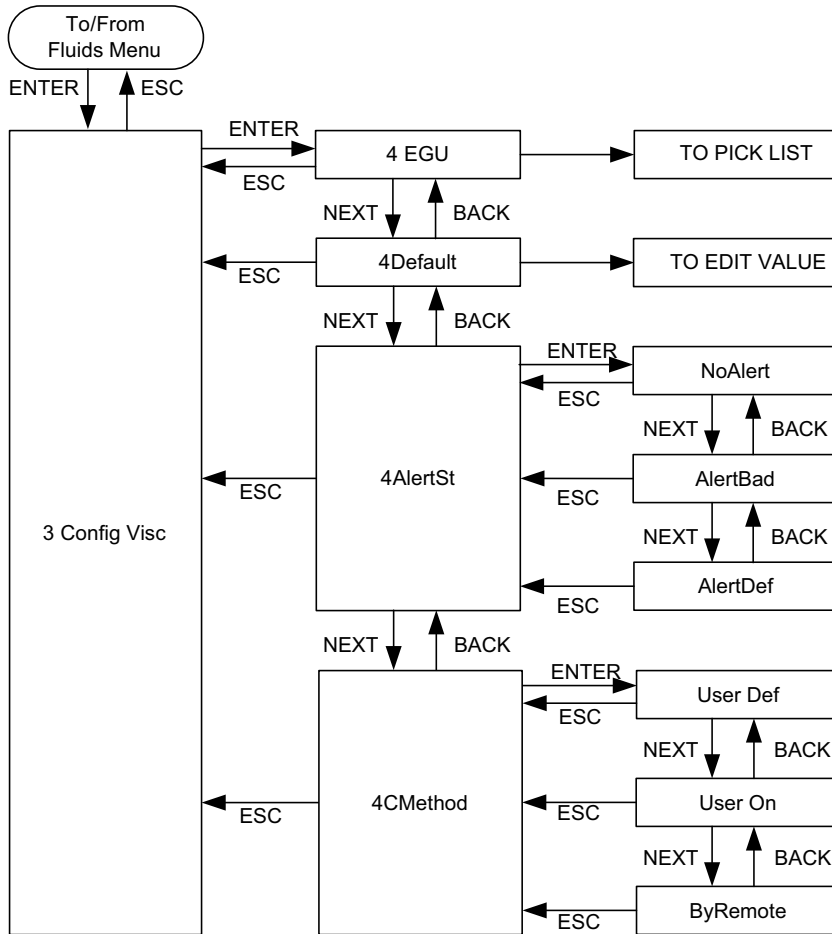 To/From
Fluids Menu
ENTER
ESC
ENTER
4 EGU
TO PICK LIST
ESC
NEXT
BACK
4Default
TO EDIT VALUE
ESC
NEXT
BACK
ENTER
NoAlert
ESC
NEXT
BACK
4AlertSt
AlertBad
ESC
ESC
3 Config Visc
NEXT
BACK
AlertDef
ESC
NEXT
BACK
ENTER
User Def
ESC
NEXT
BACK
4CMethod
User On
ESC
ESC
NEXT
BACK
ByRemote
ESC